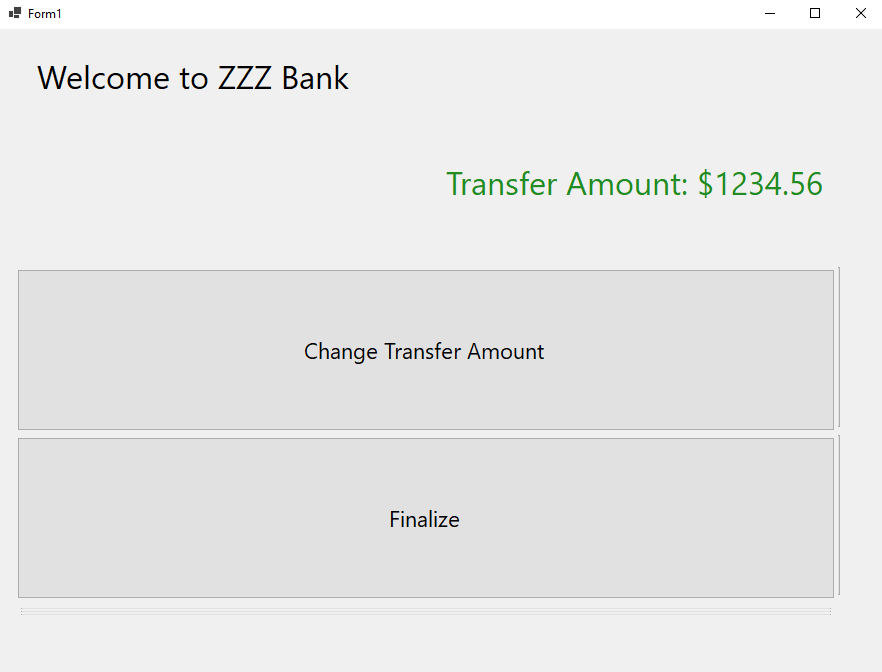 Form1
Welcome to ZZZ Bank
Transfer Amount: $1234.56
Change Transfer Amount
Finalize